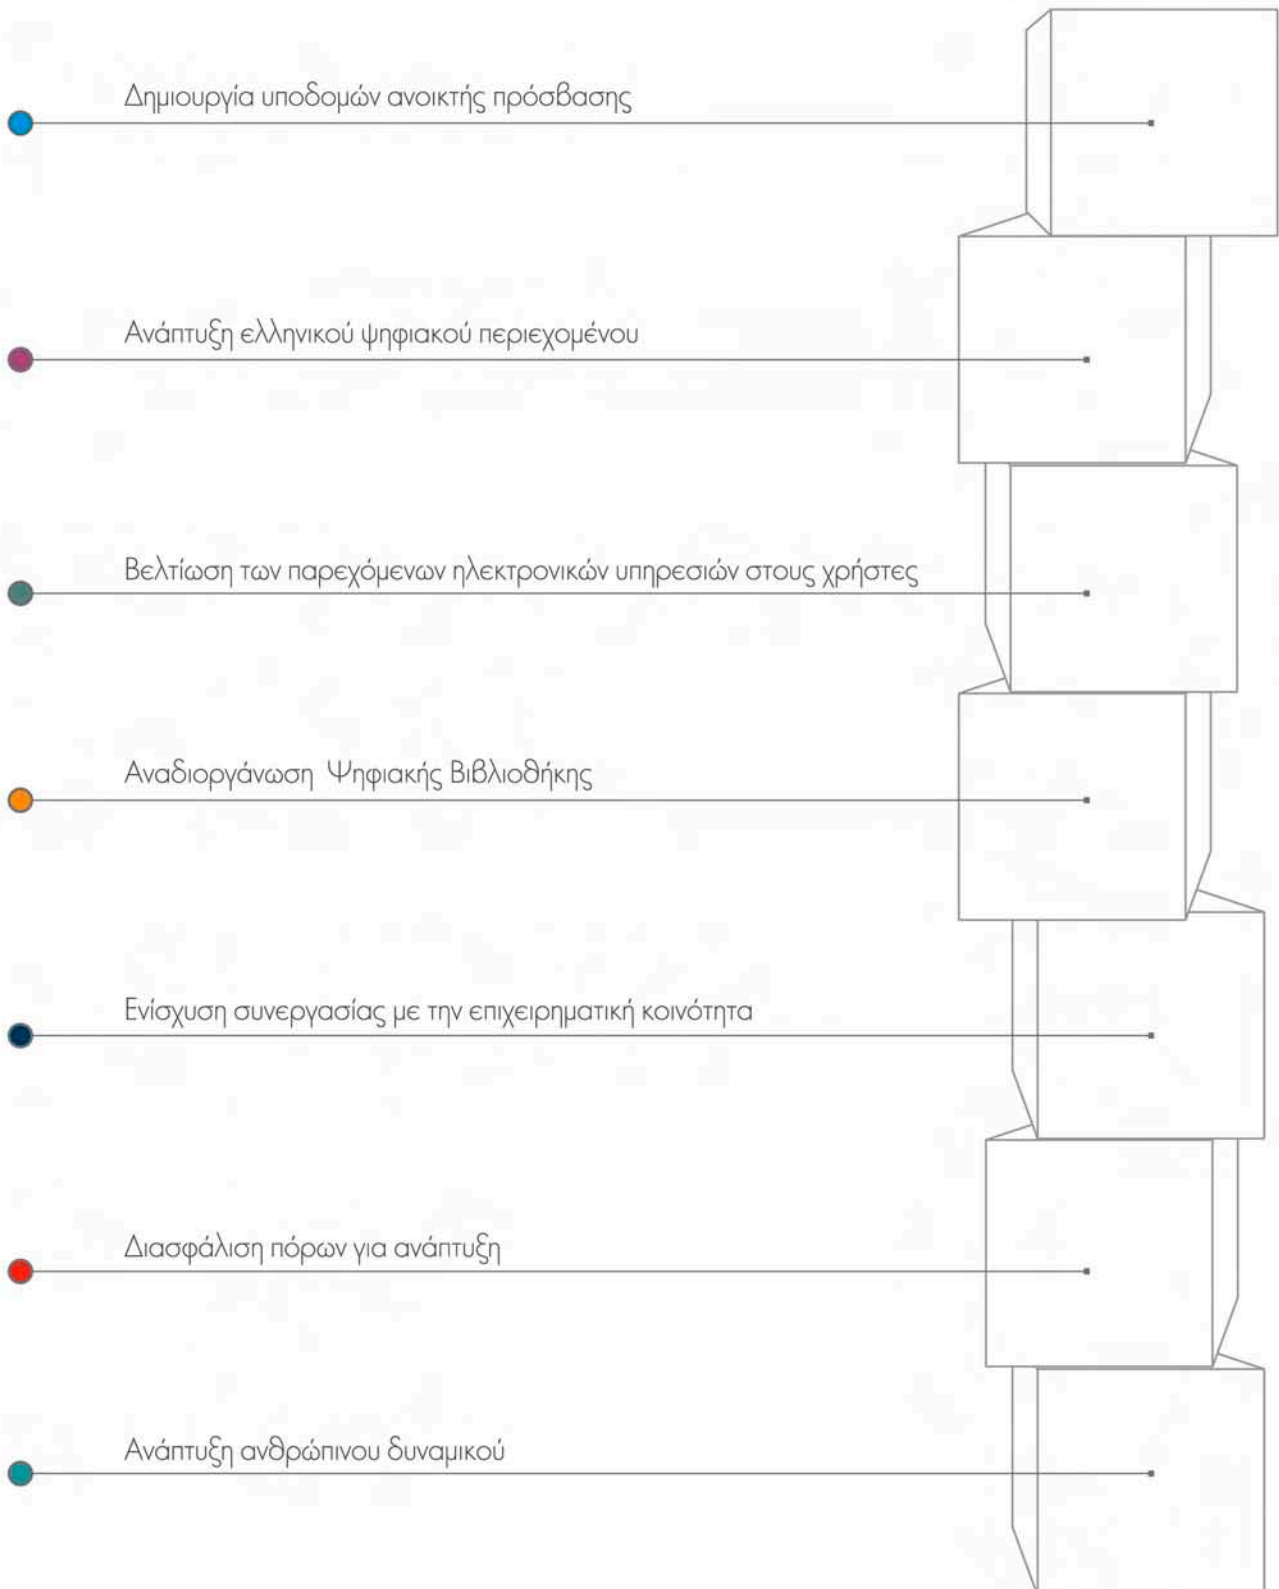 Δημιουργία υποδομών ανοικτής πρόσβασης
Ανάπτυξη ελληνικού ψηφιακού περιεχομένου
Βελτίωση των παρεχόμενων ηλεκτρονικών υπηρεσιών στους χρήστες
Αναδιοργάνωση Ψηφιακής Βιβλιοθήκης
Ενίσχυση συνεργασίας με την επιχειρηματική κοινότητα
Διασφάλιση πόρων για ανάπτυξη
Ανάπτυξη ανθρώπινου δυναμικού